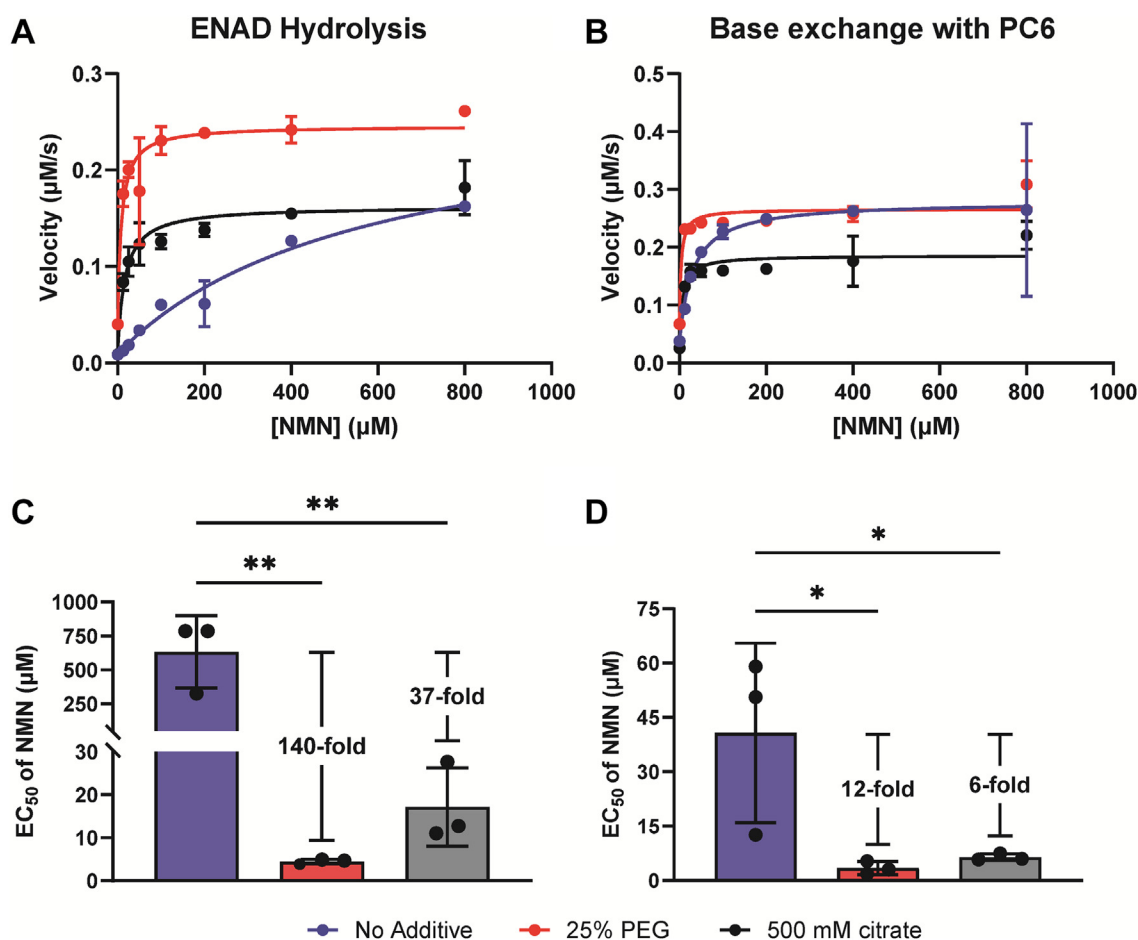 A
ENAD Hydrolysis
Velocity (µM/s)
0.3
0.2
0.1
0.0
0
200
400
600
800
1000
[NMN] (µM)
B
Base exchange with PC6
Velocity (µM/s)
0.5
0.4
0.3
0.2
0.1
0.0
0
200
400
600
800
1000
[NMN] (µM)
C
**
**
EC50 of NMN (µM)
1000
750
500
250
30
20
10
0
140-fold
37-fold
D
*
*
EC50 of NMN (µM)
75
60
45
30
15
0
12-fold
6-fold
No Additive
25% PEG
500 mM citrate